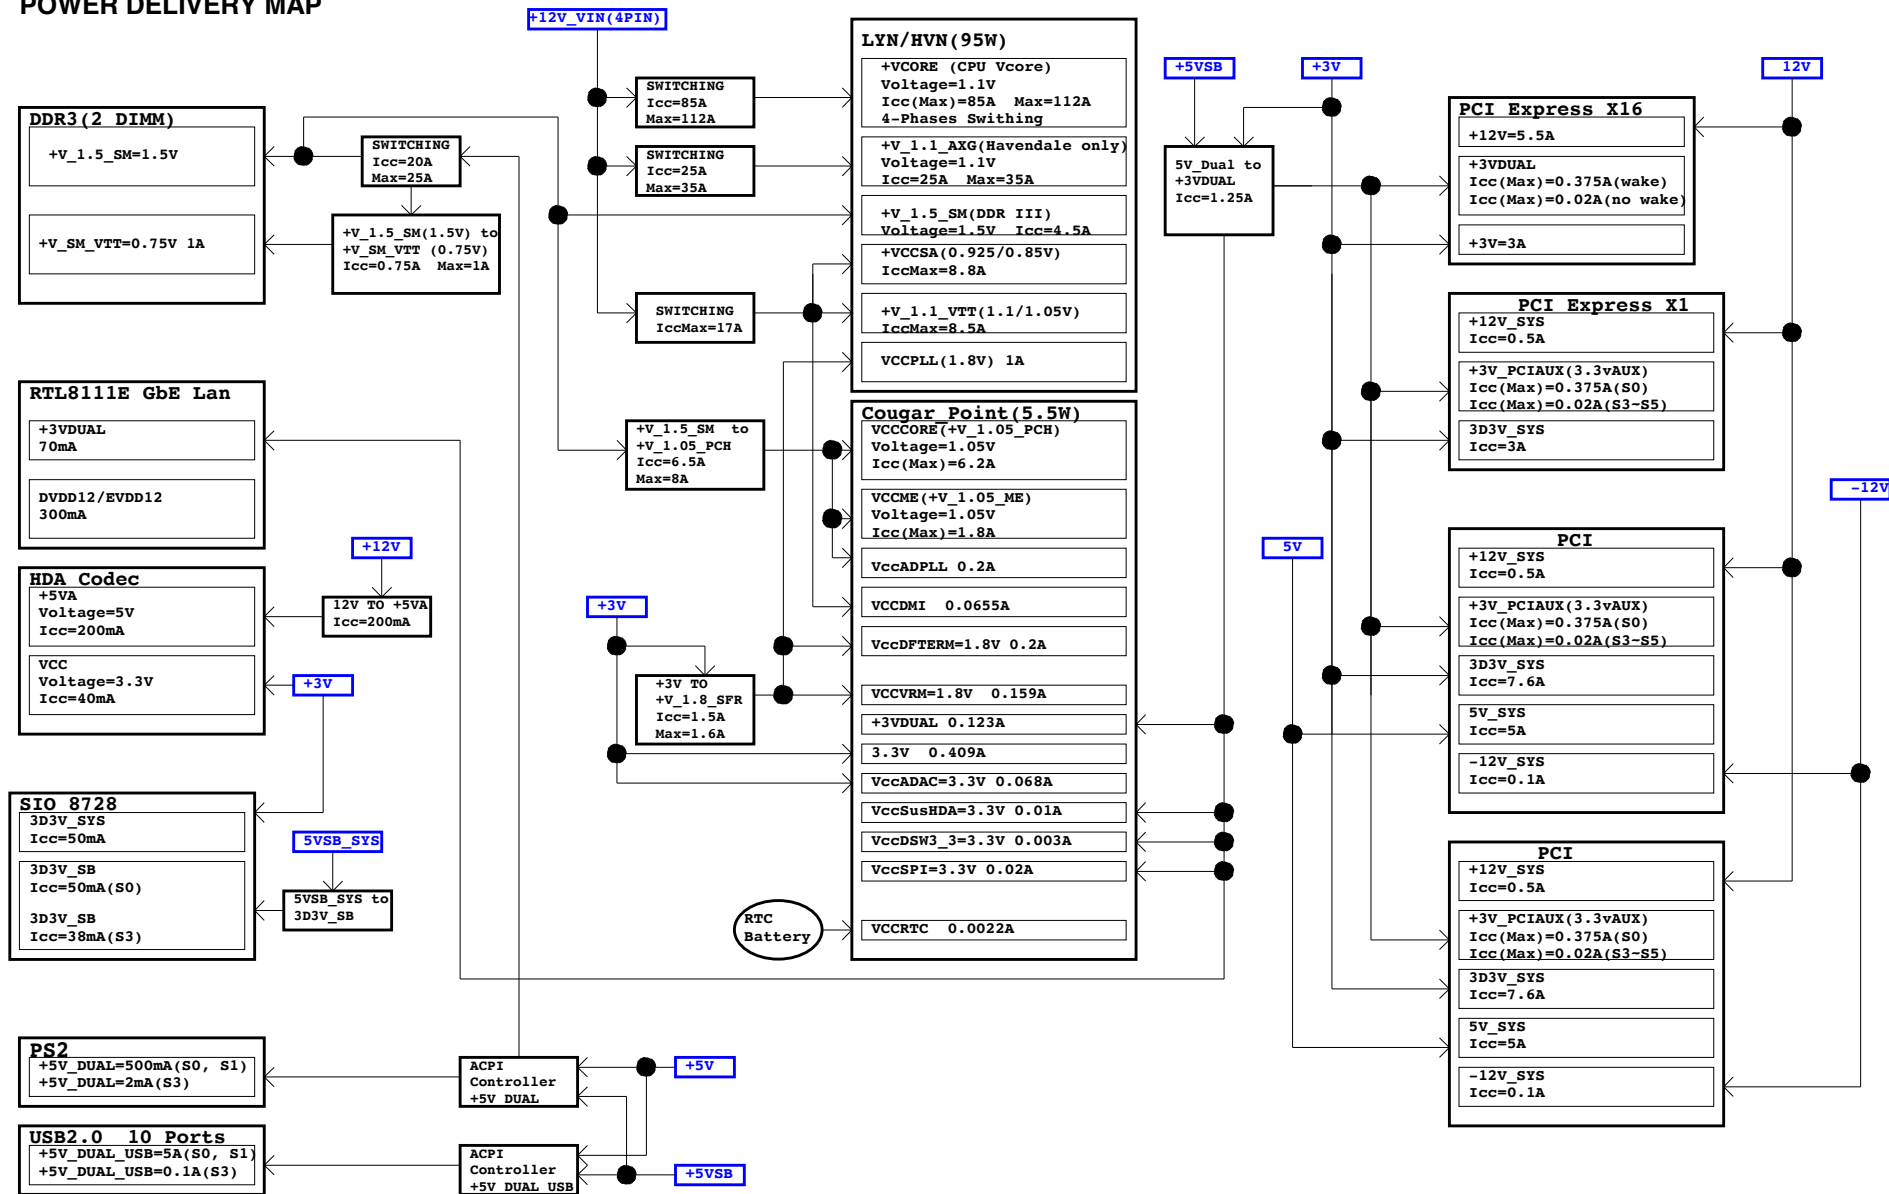 POWER DELIVERY MAP
+12V_VIN(4PIN)
DDR3(2 DIMM)
+V_1.5_SM=1.5V
+V_SM_VTT=0.75V 1A
SWITCHING
Icc=20A
Max=25A
+V_1.5_SM(1.5V) to
+V_SM_VTT (0.75V)
Icc=0.75A Max=1A
SWITCHING
Icc=85A
Max=112A
SWITCHING
Icc=25A
Max=35A
SWITCHING
IccMax=17A
LYN/HVN(95W)
+VCORE (CPU Vcore)
Voltage=1.1V
Icc(Max)=85A Max=112A
4-Phases Swithing
+V_1.1_AXG(Havendale only)
Voltage=1.1V
Icc=25A Max=35A
+V_1.5_SM(DDR III)
Voltage=1.5V Icc=4.5A
+VCCSA(0.925/0.85V)
IccMax=8.8A
+V_1.1_VTT(1.1/1.05V)
IccMax=8.5A
VCCPLL(1.8V) 1A
RTL8111E GbE Lan
+3VDUAL
70mA
DVDD12/EVDD12
300mA
+12V
12V TO +5VA
Icc=200mA
HDA Codec
+5VA
Voltage=5V
Icc=200mA
VCC
Voltage=3.3V
Icc=40mA
+3V
SIO 8728
3D3V_SYS
Icc=50mA
3D3V_SB
Icc=50mA(S0)
3D3V_SB
Icc=38mA(S3)
5VSB_SYS
5VSB_SYS to
3D3V_SB
+V_1.5_SM to
+V_1.05_PCH
Icc=6.5A
Max=8A
+3V
+3V TO
+V_1.8_SFR
Icc=1.5A
Max=1.6A
RTC
Battery
Cougar Point(5.5W)
VCCCORE(+V_1.05_PCH)
Voltage=1.05V
Icc(Max)=6.2A
VCCME(+V_1.05_ME)
Voltage=1.05V
Icc(Max)=1.8A
VccADPLL 0.2A
VCCDMI 0.0655A
VccDFTERM=1.8V 0.2A
VCCVRM=1.8V 0.159A
+3VDUAL 0.123A
3.3V 0.409A
VccADAC=3.3V 0.068A
VccSusHDA=3.3V 0.01A
VccDSW3_3=3.3V 0.003A
VccSPI=3.3V 0.02A
VCCRTC 0.0022A
PS2
+5V_DUAL=500mA(S0, S1)
+5V_DUAL=2mA(S3)
ACPI
Controller
+5V DUAL
+5V
USB2.0 10 Ports
+5V_DUAL_USB=5A(S0, S1)
+5V_DUAL_USB=0.1A(S3)
ACPI
Controller
+5V DUAL USB
+5VSB
+5VSB
+3V
12V
5V_Dual to
+3VDUAL
Icc=1.25A
PCI Express X16
+12V=5.5A
+3VDUAL
Icc(Max)=0.375A(wake)
Icc(Max)=0.02A(no wake)
+3V=3A
PCI Express X1
+12V_SYS
Icc=0.5A
+3V_PCIAUX(3.3vAUX)
Icc(Max)=0.375A(S0)
Icc(Max)=0.02A(S3~S5)
3D3V_SYS
Icc=3A
-12V
5V
PCI
+12V_SYS
Icc=0.5A
+3V_PCIAUX(3.3vAUX)
Icc(Max)=0.375A(S0)
Icc(Max)=0.02A(S3~S5)
3D3V_SYS
Icc=7.6A
5V_SYS
Icc=5A
-12V_SYS
Icc=0.1A
PCI
+12V_SYS
Icc=0.5A
+3V_PCIAUX(3.3vAUX)
Icc(Max)=0.375A(S0)
Icc(Max)=0.02A(S3~S5)
3D3V_SYS
Icc=7.6A
5V_SYS
Icc=5A
-12V_SYS
Icc=0.1A